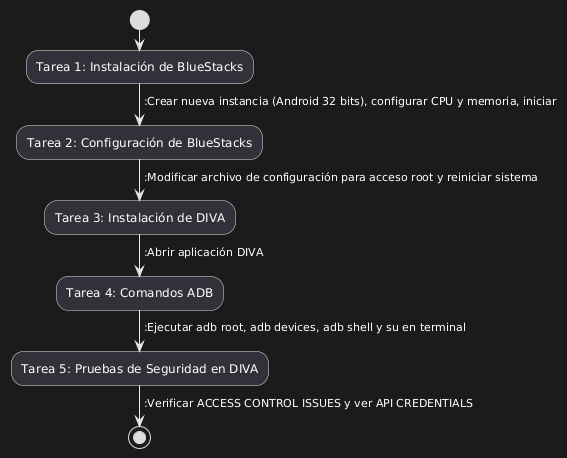 Tarea 1: Instalación de BlueStacks
:Crear nueva instancia (Android 32 bits), configurar CPU y memoria, iniciar
Tarea 2: Configuración de BlueStacks
:Modificar archivo de configuración para acceso root y reiniciar sistema
Tarea 3: Instalación de DIVA
:Abrir aplicación DIVA
Tarea 4: Comandos ADB
:Ejecutar adb root, adb devices, adb shell y su en terminal
Tarea 5: Pruebas de Seguridad en DIVA
:Verificar ACCESS CONTROL ISSUES y ver API CREDENTIALS